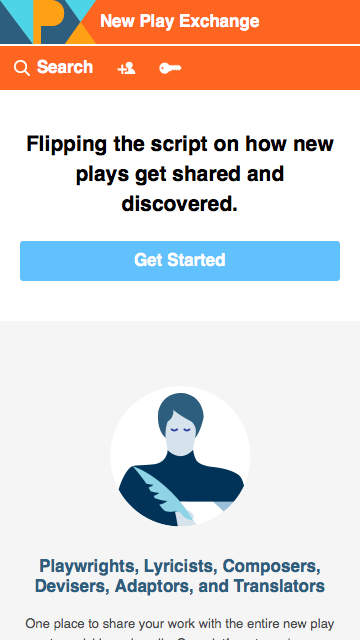 New Play Exchange
Search
Flipping the script on how new
plays get shared and
discovered.
Get Started
Playwrights, Lyricists, Composers,
Devisers, Adaptors, and Translators
One place to share your work with the entire new play